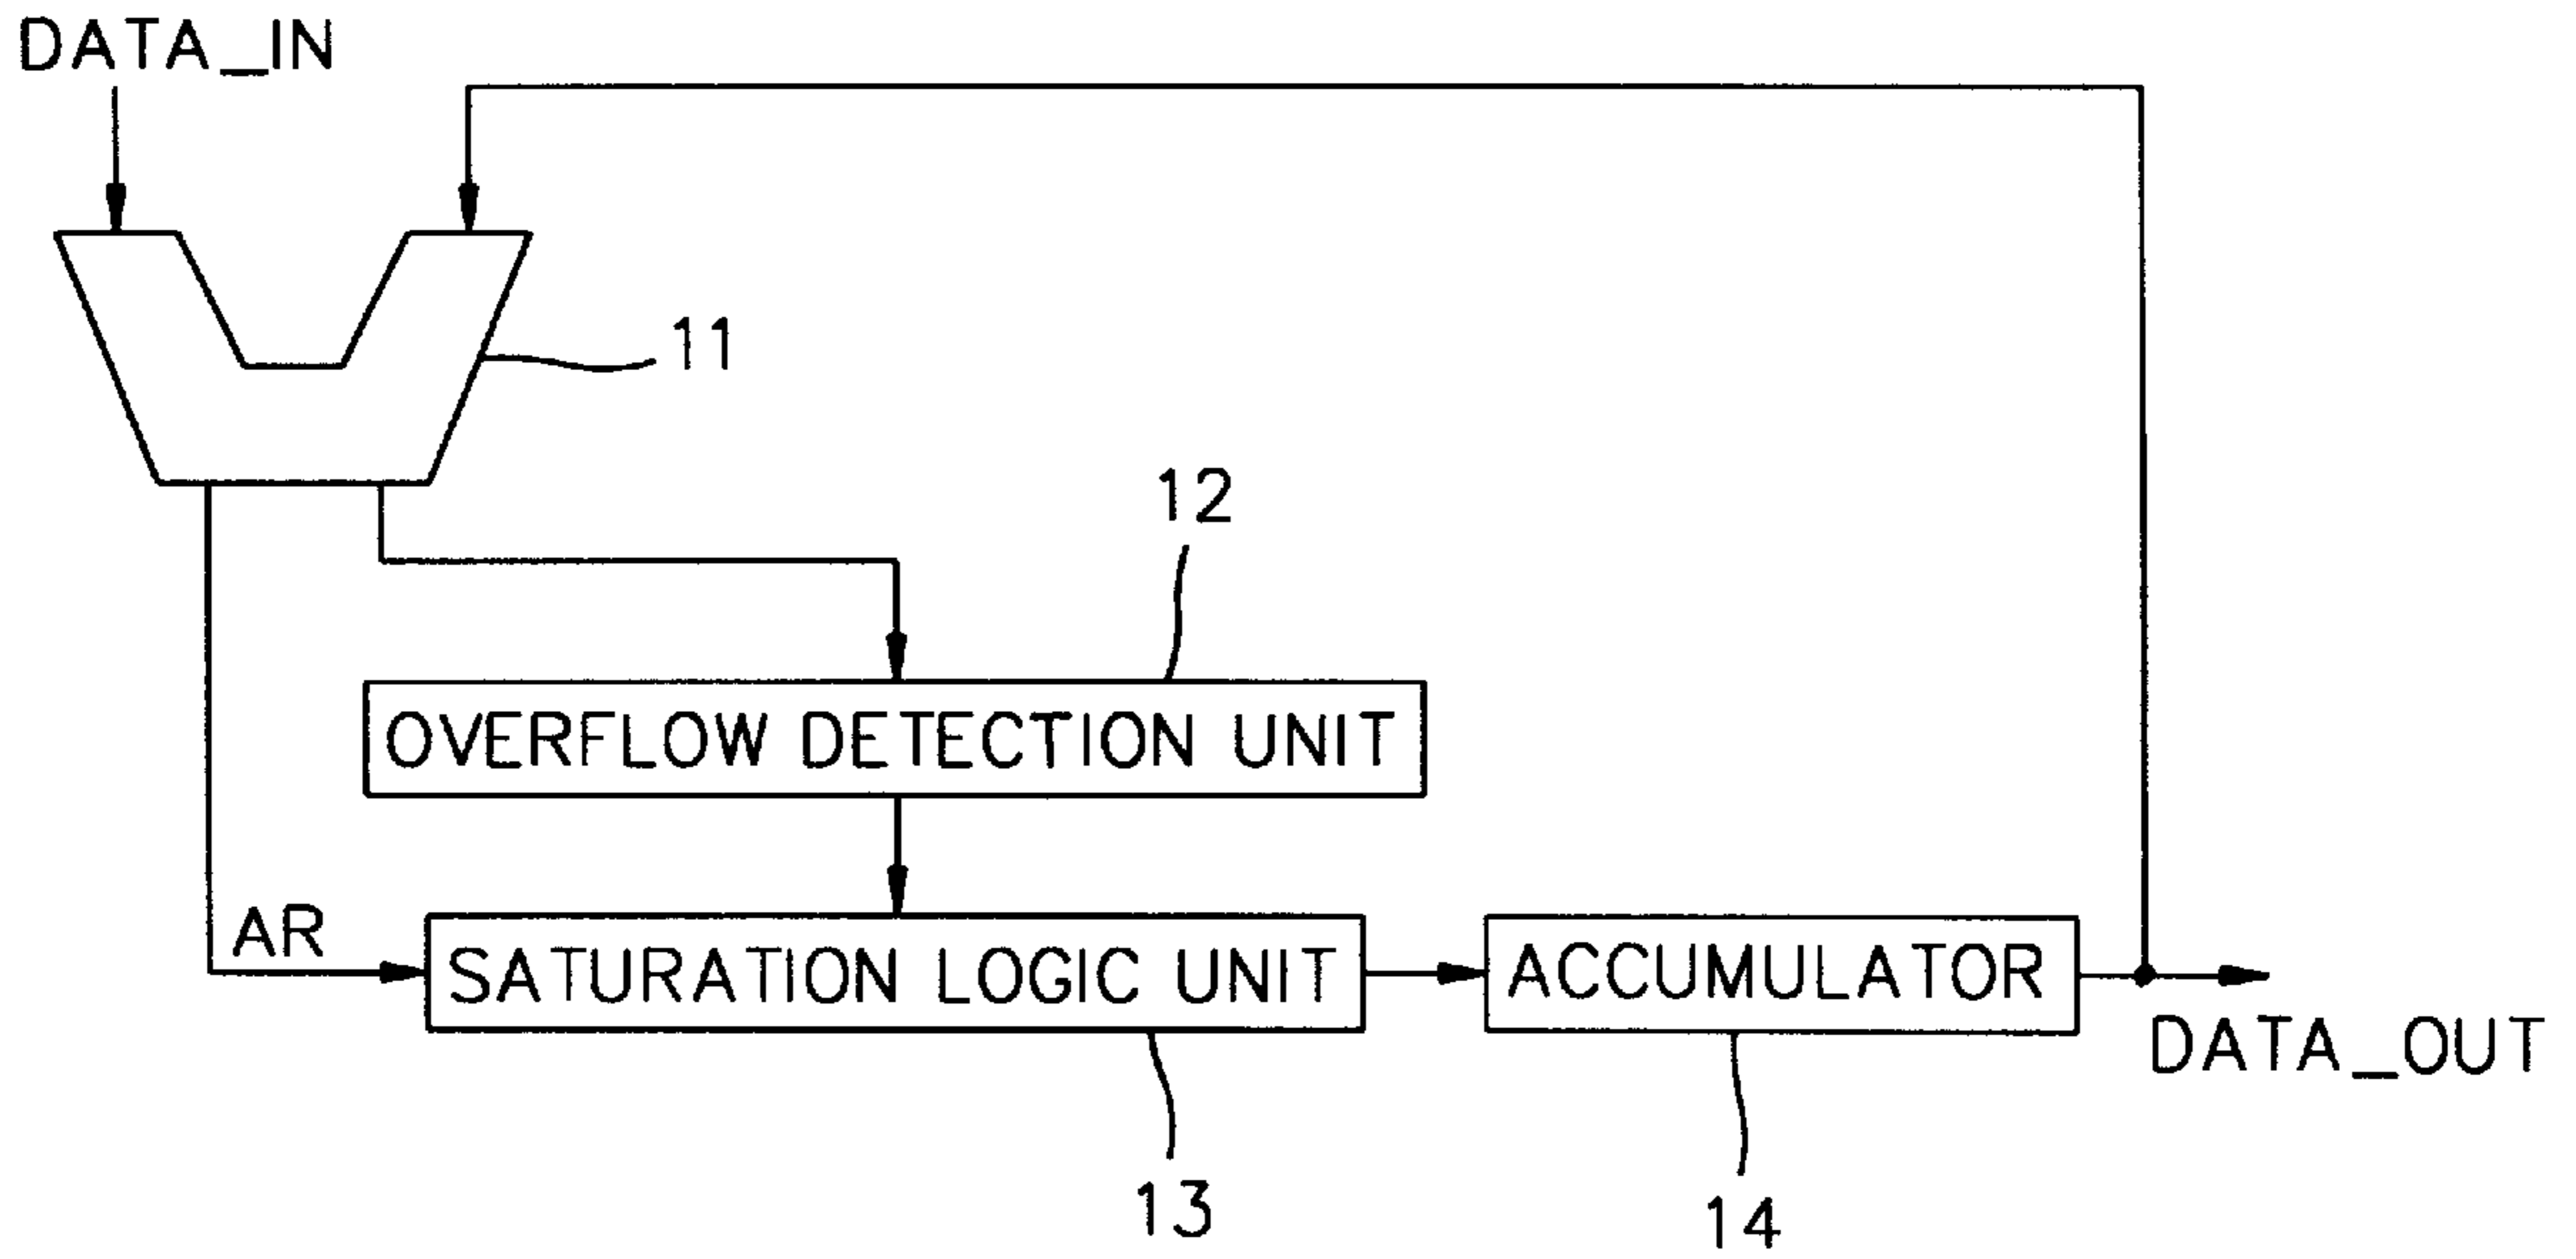 DATA_IN
11
12
OVERFLOW DETECTION UNIT
AR
SATURATION LOGIC UNIT
ACCUMULATOR
DATA_OUT
13
14